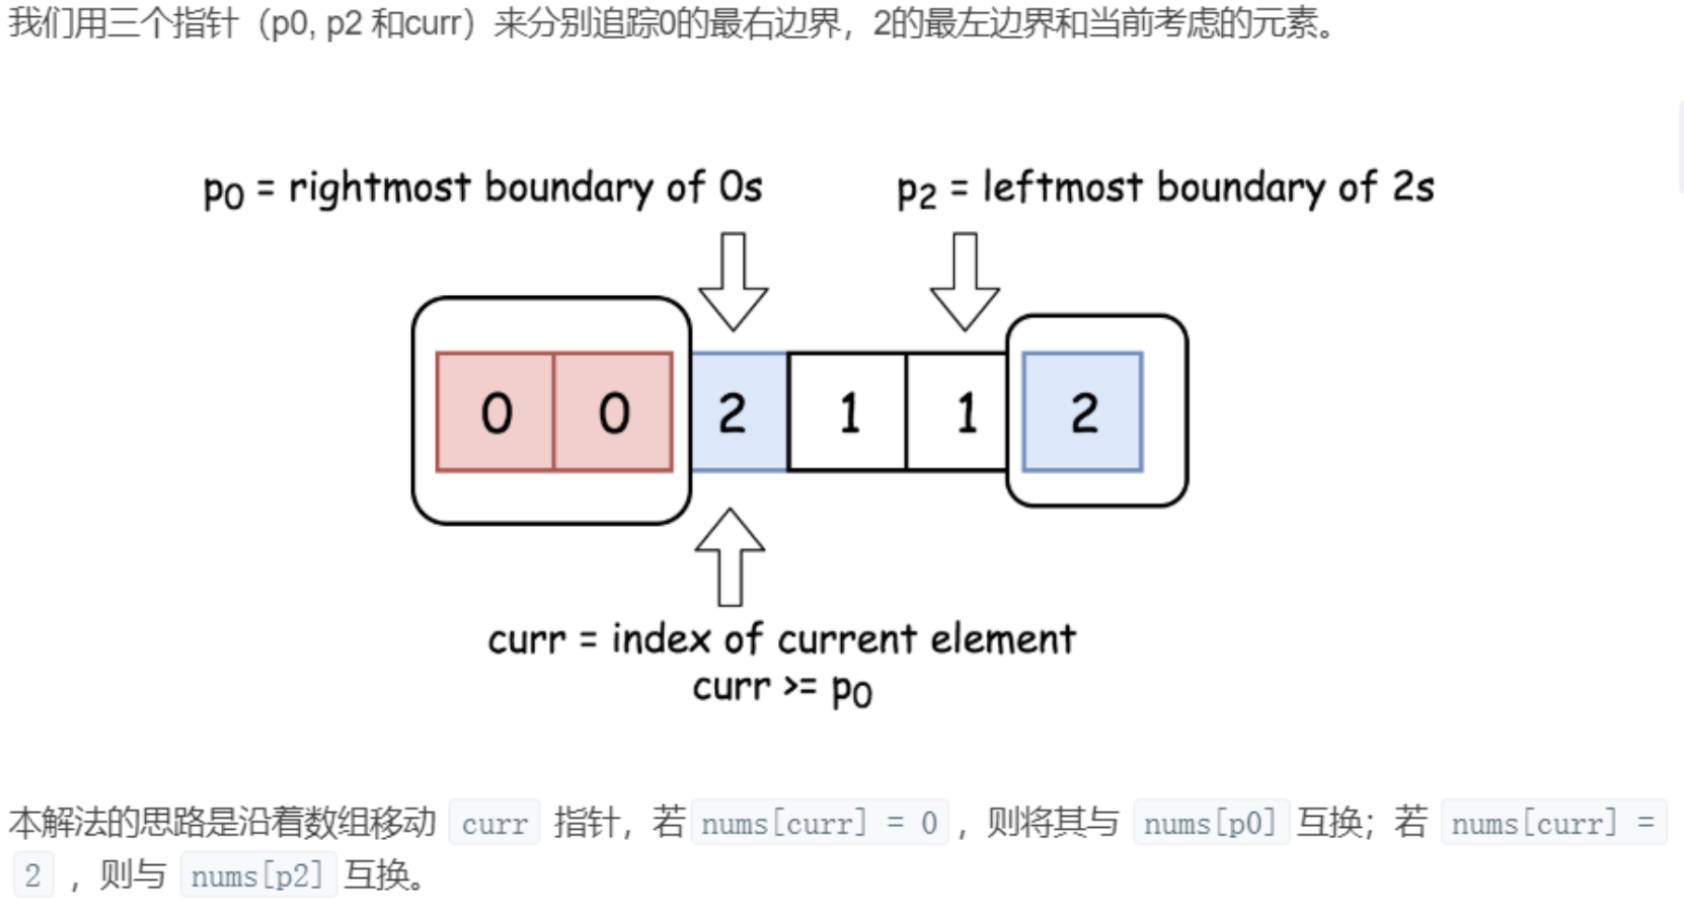 我们用三个指针（p0, p2 和curr）来分别追踪0的最右边界，2的最左边界和当前考虑的元素。
p0 = rightmost boundary of 0s
p2 = leftmost boundary of 2s
0 0 2 1 1 2
curr = index of current element
curr >= p0
本解法的思路是沿着数组移动 curr 指针，若 nums[curr] = 0 ，则将其与 nums[p0] 互换；若 nums[curr] =
2 ，则与 nums[p2] 互换。